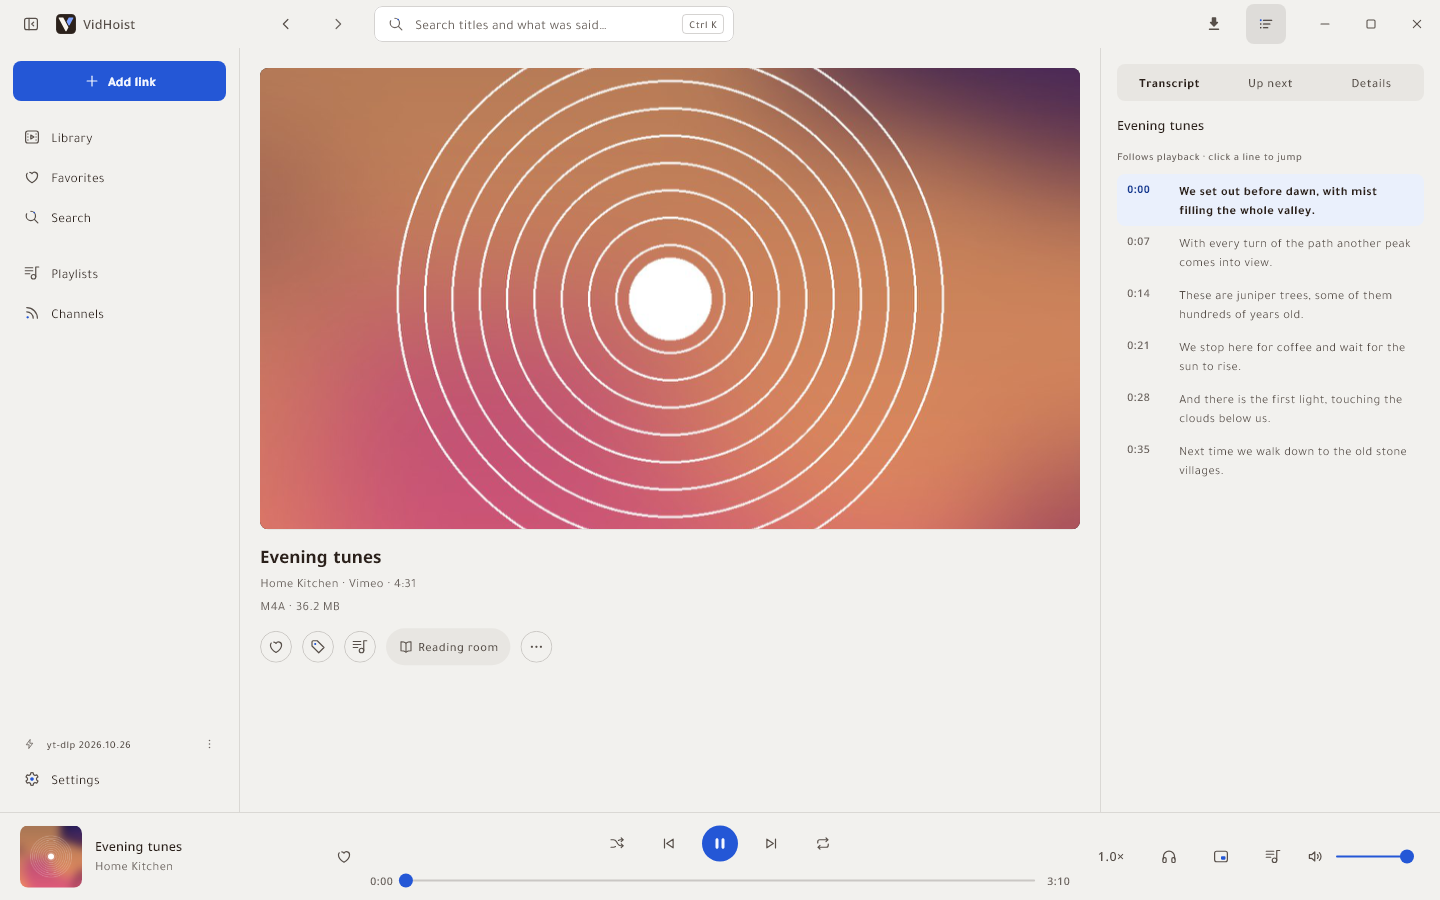 VidHoist
Search titles and what was said...
Ctrl K
Add link
Library
Favorites
Search
Playlists
Channels
yt-dlp 2026.10.26
Settings
Evening tunes
Home Kitchen · Vimeo · 4:31
M4A · 36.2 MB
Reading room
Transcript
Up next
Details
Evening tunes
Follows playback · click a line to jump
0:00
We set out before dawn, with mist
filling the whole valley.
0:07
With every turn of the path another peak
comes into view.
0:14
These are juniper trees, some of them
hundreds of years old.
0:21
We stop here for coffee and wait for the
sun to rise.
0:28
And there is the first light, touching the
clouds below us.
0:35
Next time we walk down to the old stone
villages.
Evening tunes
Home Kitchen
0:00
3:10
1.0×